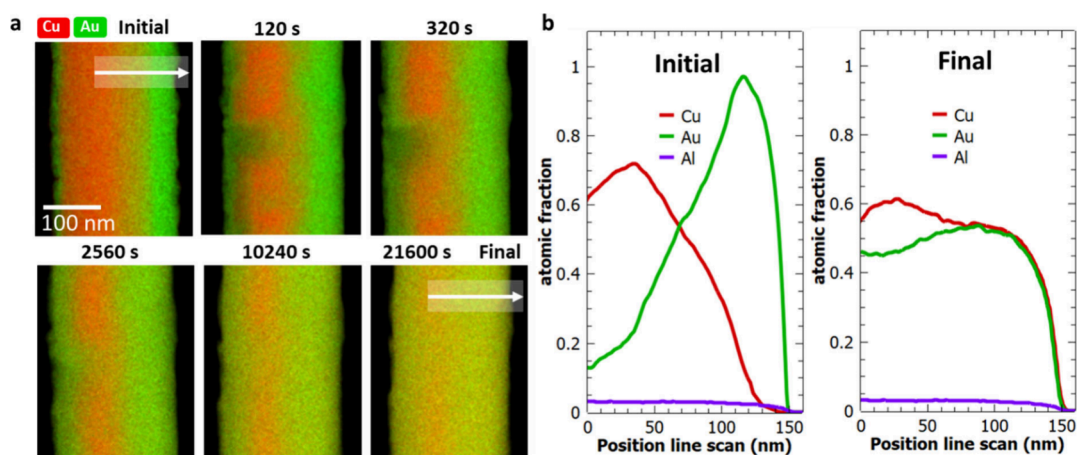 a Cu Au Initial 120 s 320 s
100 nm
2560 s 10240 s 21600 s Final
b
1
0.8
0.6
0.4
0.2
0
atomic fraction
Initial
Cu
Au
Al
0 50 100 150
Position line scan (nm)
1
0.8
0.6
0.4
0.2
0
atomic fraction
Final
Cu
Au
Al
0 50 100 150
Position line scan (nm)